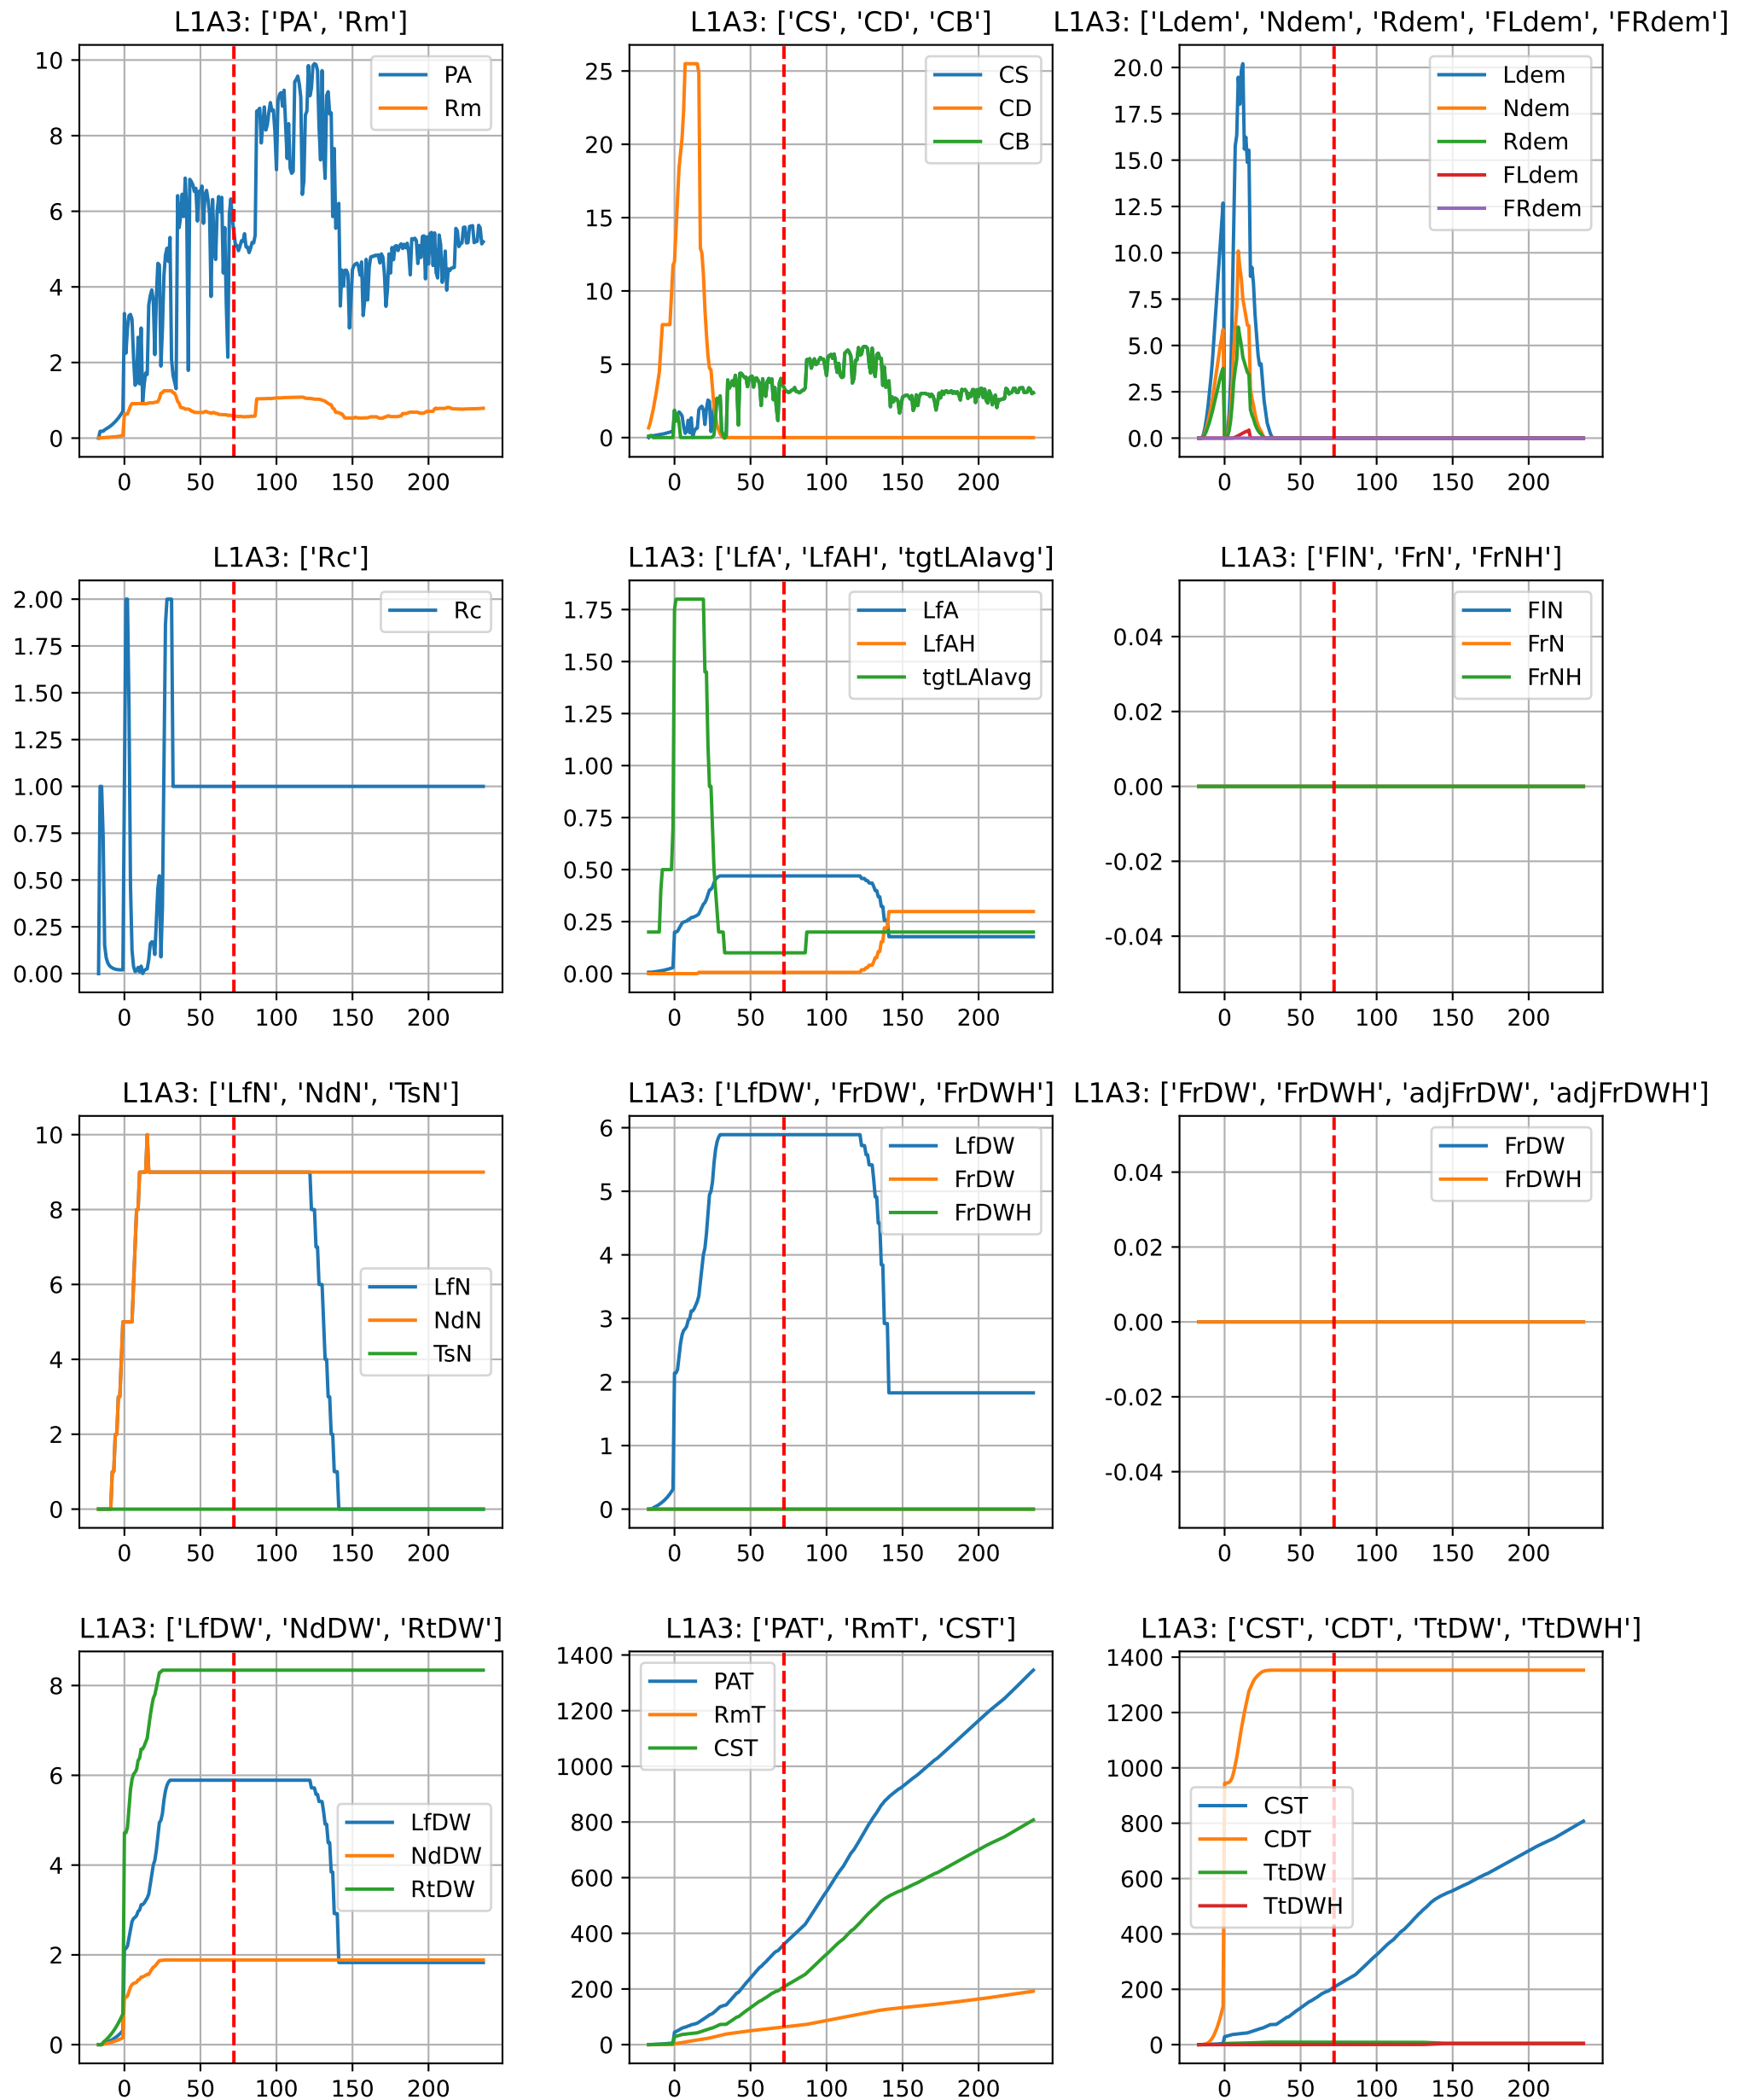 L1A3: ['PA', 'Rm']
10
8
6
4
2
0
0 50 100 150 200
PA
Rm
L1A3: ['CS', 'CD', 'CB']
25
20
15
10
5
0
0 50 100 150 200
CS
CD
CB
L1A3: ['Ldem', 'Ndem', 'Rdem', 'FLdem', 'FRdem']
20.0
17.5
15.0
12.5
10.0
7.5
5.0
2.5
0.0
0 50 100 150 200
Ldem
Ndem
Rdem
FLdem
FRdem
L1A3: ['Rc']
2.00
1.75
1.50
1.25
1.00
0.75
0.50
0.25
0.00
0 50 100 150 200
Rc
L1A3: ['LfA', 'LfAH', 'tgtLAIavg']
1.75
1.50
1.25
1.00
0.75
0.50
0.25
0.00
0 50 100 150 200
LfA
LfAH
tgtLAIavg
L1A3: ['FlN', 'FrN', 'FrNH']
0.04
0.02
0.00
-0.02
-0.04
0 50 100 150 200
FlN
FrN
FrNH
L1A3: ['LfN', 'NdN', 'TsN']
10
8
6
4
2
0
0 50 100 150 200
LfN
NdN
TsN
L1A3: ['LfDW', 'FrDW', 'FrDWH']
6
5
4
3
2
1
0
0 50 100 150 200
LfDW
FrDW
FrDWH
L1A3: ['FrDW', 'FrDWH', 'adjFrDW', 'adjFrDWH']
0.04
0.02
0.00
-0.02
-0.04
0 50 100 150 200
FrDW
FrDWH
L1A3: ['LfDW', 'NdDW', 'RtDW']
8
6
4
2
0
0 50 100 150 200
LfDW
NdDW
RtDW
L1A3: ['PAT', 'RmT', 'CST']
1400
1200
1000
800
600
400
200
0
0 50 100 150 200
PAT
RmT
CST
L1A3: ['CST', 'CDT', 'TtDW', 'TtDWH']
1400
1200
1000
800
600
400
200
0
0 50 100 150 200
CST
CDT
TtDW
TtDWH